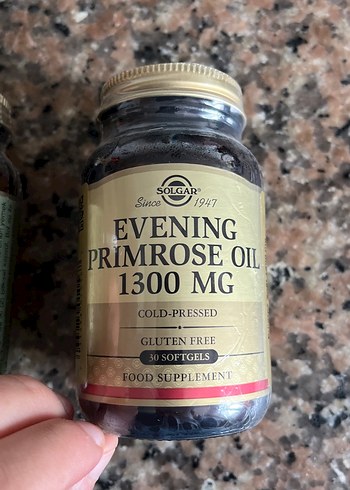 SOLGAR®
Since 1947
EVENING
PRIMROSE OIL
1300 MG
COLD-PRESSED
GLUTEN FREE
30 SOFTGELS
FOOD SUPPLEMENT